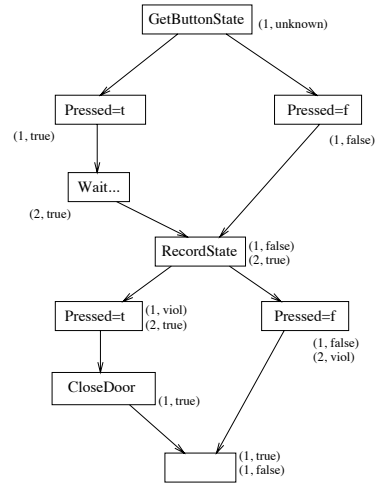 GetButtonState
(1, unknown)
Pressed=t
Pressed=f
(1, true)
(1, false)
Wait...
(2, true)
RecordState
(1, false)
(2, true)
Pressed=t
(1, viol)
(2, true)
Pressed=f
(1, false)
(2, viol)
CloseDoor
(1, true)
(1, true)
(1, false)